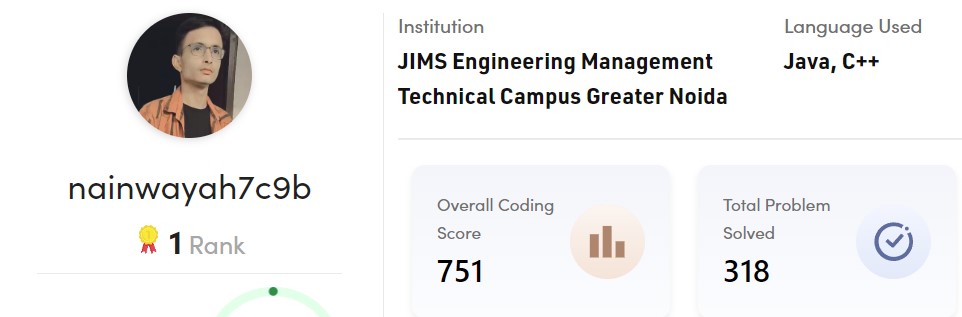 nainwayah7c9b
1 Rank
Institution
JIMS Engineering Management
Technical Campus Greater Noida
Language Used
Java, C++
Overall Coding
Score
751
Total Problem
Solved
318